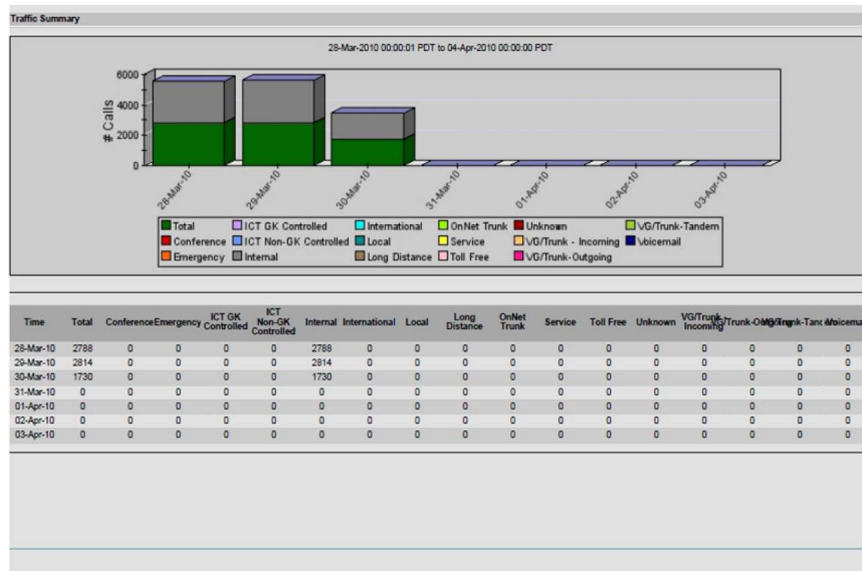 Traffic Summary
28-Mar-2010 00:00:01 PDT to 04-Apr-2010 00:00:00 PDT
# Calls
6000
4000
2000
0
28-Mar-10 29-Mar-10 30-Mar-10 31-Mar-10 01-Apr-10 02-Apr-10 03-Apr-10
Total ICT GK Controlled International OnNet Trunk Unknown VG/Trunk-Tandem
Conference ICT Non-GK Controlled Local Service VG/Trunk - Incoming Voicemail
Emergency Internal Long Distance Toll Free VG/Trunk-Outgoing
Time Total Conference Emergency ICT GK Controlled ICT Non-GK Controlled Internal International Local Long Distance OnNet Trunk Service Toll Free Unknown VG/Trunk - Incoming VG/Trunk-Outgoing VG/Trunk-Tandem Voicema
28-Mar-10 2788 0 0 0 0 2788 0 0 0 0 0 0 0 0 0 0 0
29-Mar-10 2814 0 0 0 0 2814 0 0 0 0 0 0 0 0 0 0 0
30-Mar-10 1730 0 0 0 0 1730 0 0 0 0 0 0 0 0 0 0 0
31-Mar-10 0 0 0 0 0 0 0 0 0 0 0 0 0 0 0 0 0
01-Apr-10 0 0 0 0 0 0 0 0 0 0 0 0 0 0 0 0 0
02-Apr-10 0 0 0 0 0 0 0 0 0 0 0 0 0 0 0 0 0
03-Apr-10 0 0 0 0 0 0 0 0 0 0 0 0 0 0 0 0 0